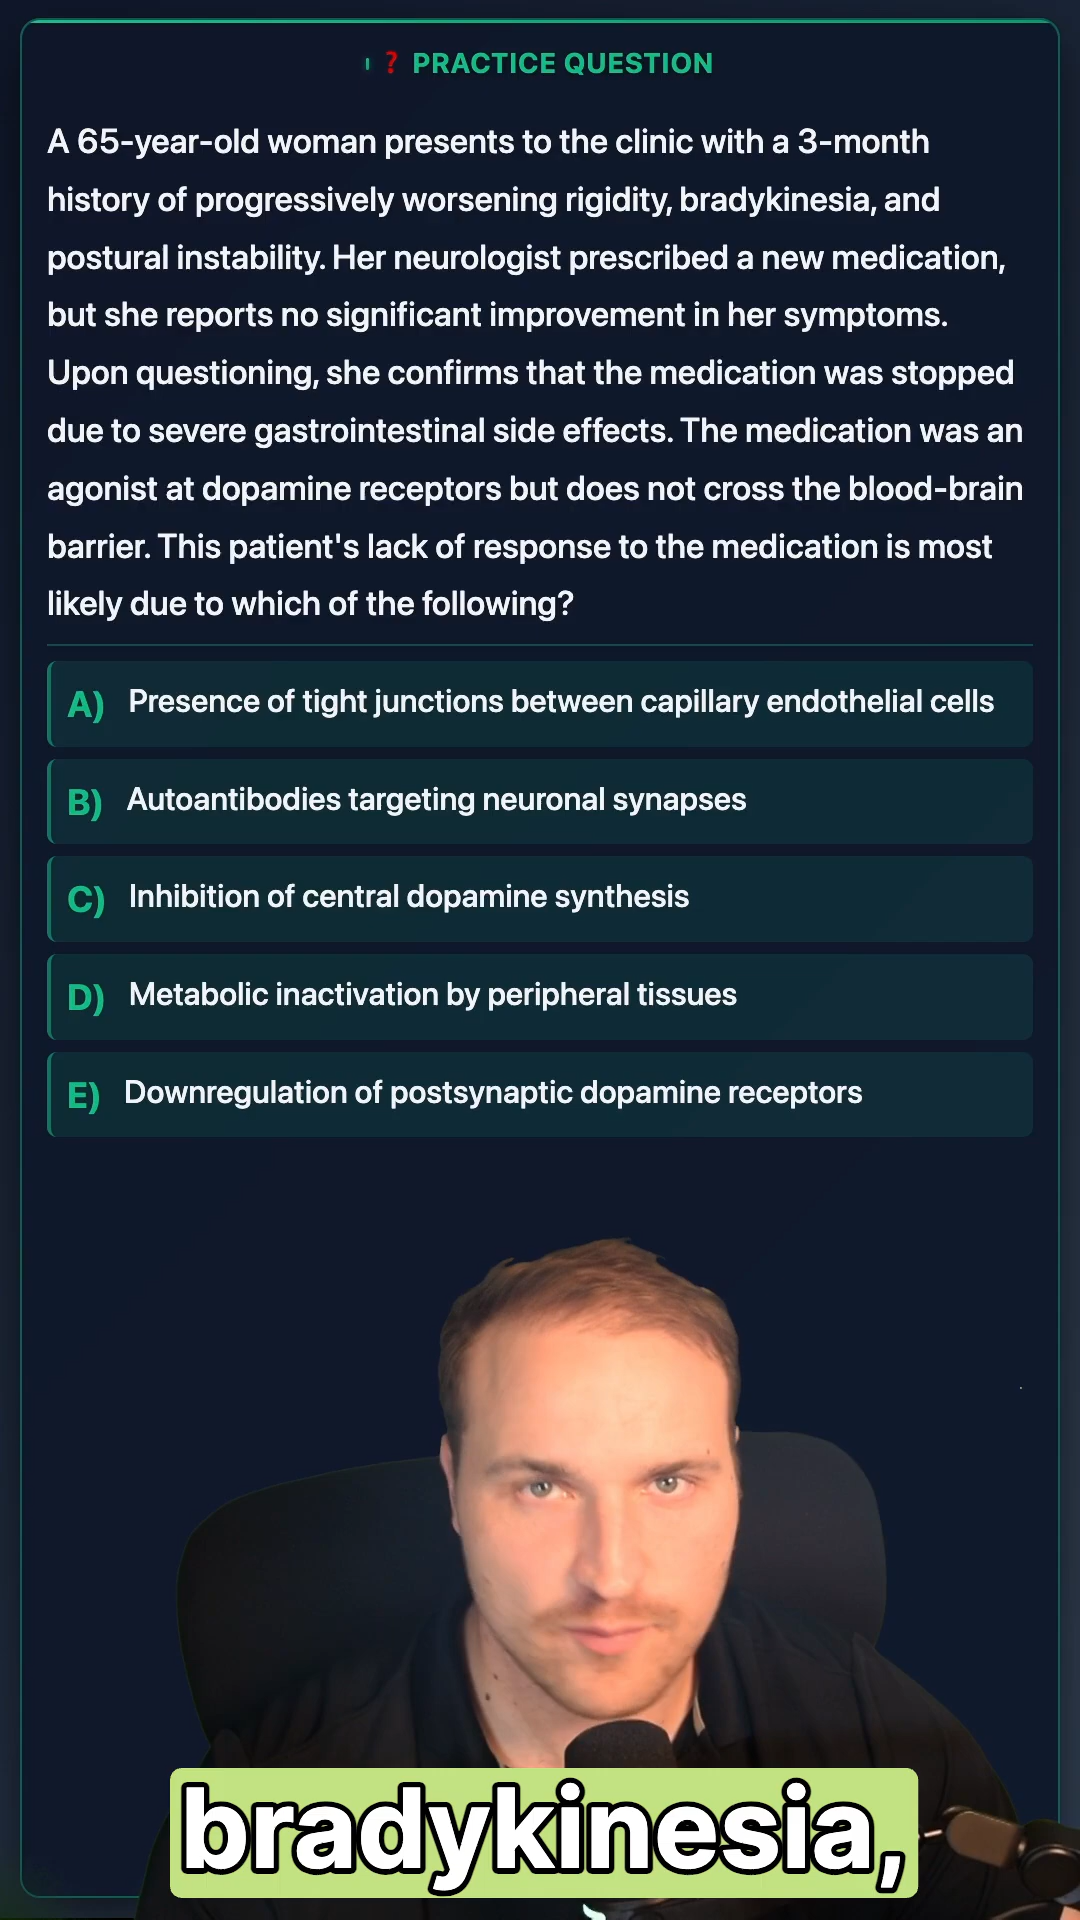 ❓ PRACTICE QUESTION
A 65-year-old woman presents to the clinic with a 3-month
history of progressively worsening rigidity, bradykinesia, and
postural instability. Her neurologist prescribed a new medication,
but she reports no significant improvement in her symptoms.
Upon questioning, she confirms that the medication was stopped
due to severe gastrointestinal side effects. The medication was an
agonist at dopamine receptors but does not cross the blood-brain
barrier. This patient's lack of response to the medication is most
likely due to which of the following?
A) Presence of tight junctions between capillary endothelial cells
B) Autoantibodies targeting neuronal synapses
C) Inhibition of central dopamine synthesis
D) Metabolic inactivation by peripheral tissues
E) Downregulation of postsynaptic dopamine receptors
bradykinesia,